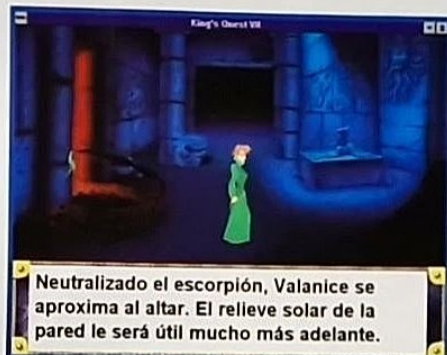 King's Quest VII
Neutralizado el escorpión, Valanice se
aproxima al altar. El relieve solar de la
pared le será útil mucho más adelante.